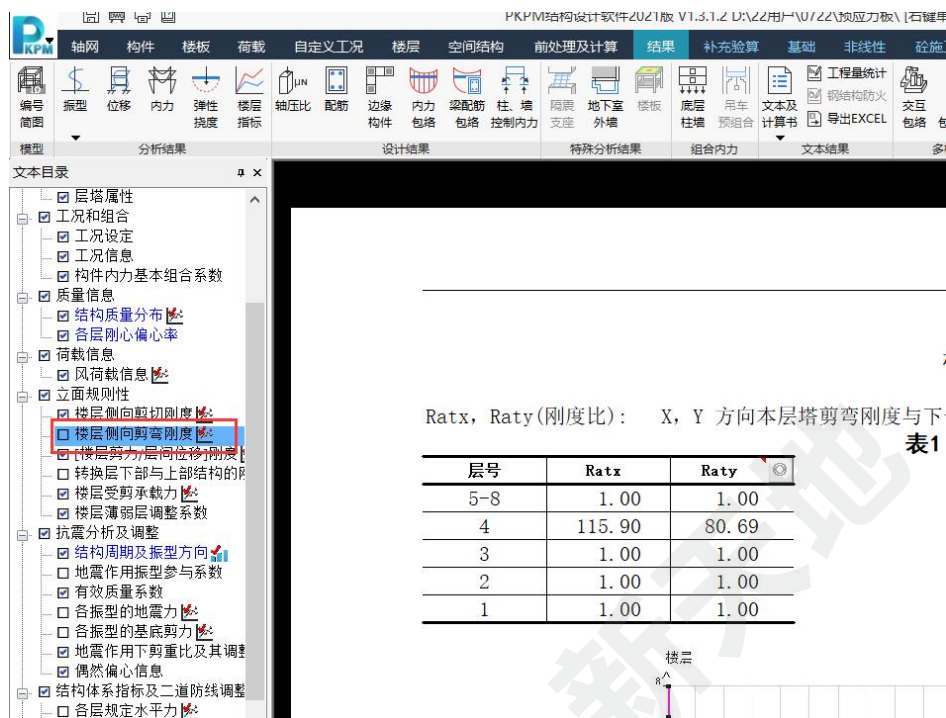 PKPM结构设计软件2021版 V1.3.1.2 D:\22用户\0722\预应力板\ [右键单
PKPM
轴网 构件 楼板 荷载 自定义工况 楼层 空间结构 前处理及计算 结果 补充验算 基础 非线性 砼施工
编号简图 振型 位移 内力 弹性挠度 楼层指标 轴压比 配筋 边缘构件 内力包络 梁配筋包络 柱、墙控制内力 隔震支座 地下室外墙 楼板 底层柱墙 吊车预组合 文本及计算书 工程量统计 钢结构防火 导出EXCEL 交互包络
模型 分析结果 设计结果 特殊分析结果 组合内力 文本结果 多
文本目录
层塔属性
工况和组合
工况设定
工况信息
构件内力基本组合系数
质量信息
结构质量分布
各层刚心偏心率
荷载信息
风荷载信息
立面规则性
楼层侧向剪切刚度
楼层侧向剪弯刚度
[楼层剪力/层间位移]刚度
转换层下部与上部结构的
楼层受剪承载力
楼层薄弱层调整系数
抗震分析及调整
结构周期及振型方向
地震作用振型参与系数
有效质量系数
各振型的地震力
各振型的基底剪力
地震作用下剪重比及其调整
偶然偏心信息
结构体系指标及二道防线调整
各层规定水平力
Ratx, Raty(刚度比): X, Y 方向本层塔剪弯刚度与下一
表1
层号 Ratx Raty
5-8 1.00 1.00
4 115.90 80.69
3 1.00 1.00
2 1.00 1.00
1 1.00 1.00
楼层
8
新天地